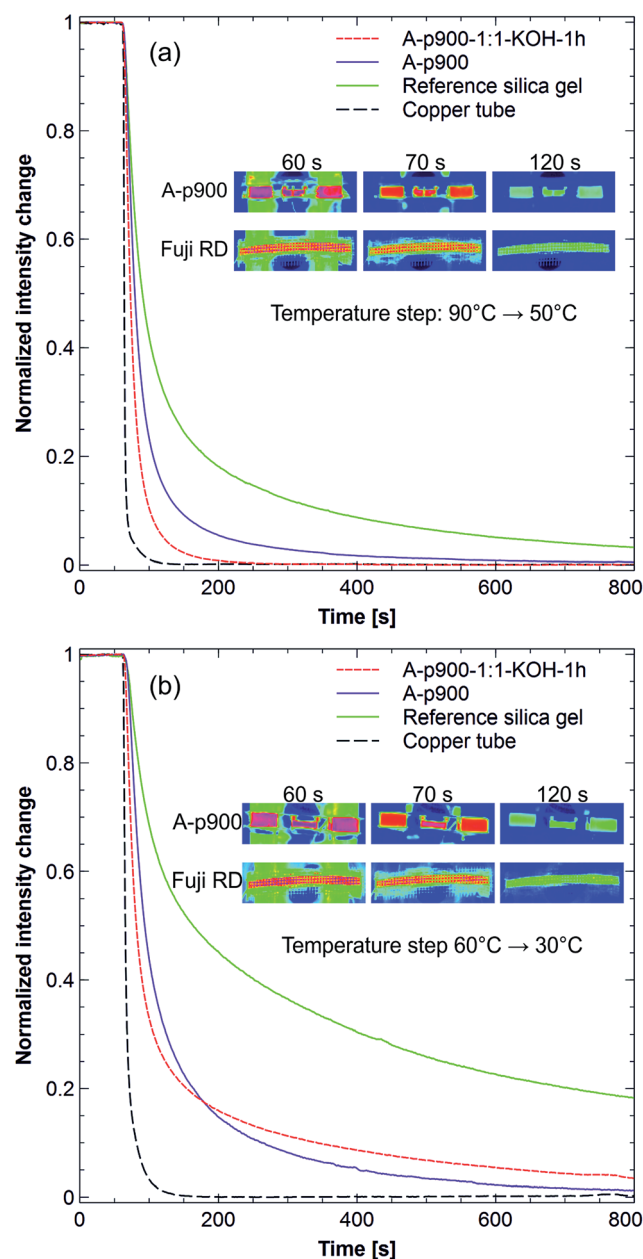 (a)
A-p900-1:1-KOH-1h
A-p900
Reference silica gel
Copper tube
60 s 70 s 120 s
A-p900
Fuji RD
Temperature step: 90°C → 50°C
Normalized intensity change
1
0.8
0.6
0.4
0.2
0
0 200 400 600 800
Time [s]
(b)
A-p900-1:1-KOH-1h
A-p900
Reference silica gel
Copper tube
60 s 70 s 120 s
A-p900
Fuji RD
Temperature step 60°C → 30°C
Normalized intensity change
1
0.8
0.6
0.4
0.2
0
0 200 400 600 800
Time [s]